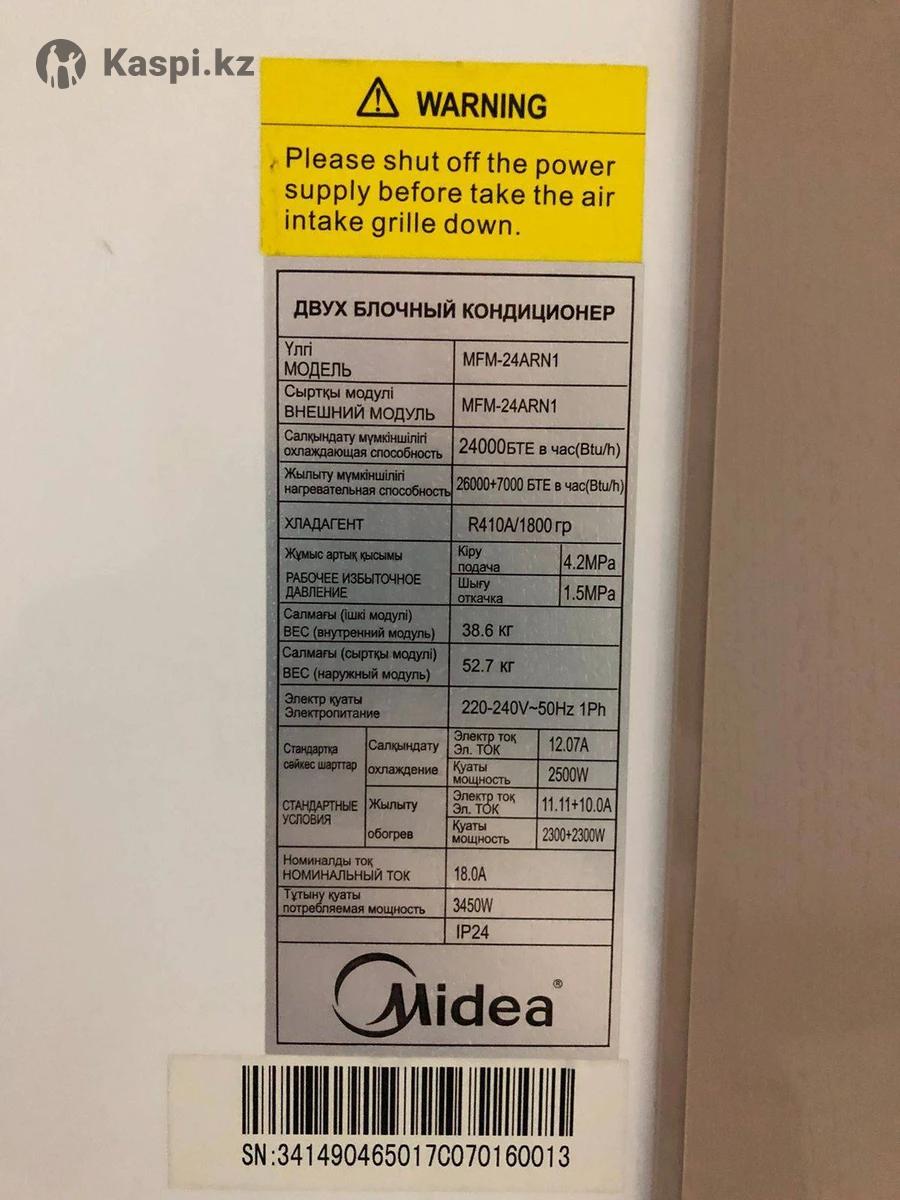 Kaspi.kz
WARNING
Please shut off the power
supply before take the air
intake grille down.
ДВУХ БЛОЧНЫЙ КОНДИЦИОНЕР
Үлгі
МОДЕЛЬ
MFM-24ARN1
Сыртқы модулі
ВНЕШНИЙ МОДУЛЬ
MFM-24ARN1
Салқындату мүмкіншілігі
охлаждающая способность
24000БТЕ в час(Btu/h)
Жылыту мүмкіншілігі
нагревательная способность
26000+7000 БТЕ в час(Btu/h)
ХЛАДАГЕНТ
R410A/1800 гр
Жұмыс артық қысымы
РАБОЧЕЕ ИЗБЫТОЧНОЕ
ДАВЛЕНИЕ
Кіру
подача
4.2MPa
Шығу
откачка
1.5MPa
Салмағы (ішкі модулі)
ВЕС (внутренний модуль)
38.6 кг
Салмағы (сыртқы модулі)
ВЕС (наружный модуль)
52.7 кг
Электр қуаты
Электропитание
220-240V~50Hz 1Ph
Стандартқа
сәйкес шарттар
СТАНДАРТНЫЕ
УСЛОВИЯ
Салқындату
охлаждение
Электр тоқ
Эл. ТОК
12.07A
Қуаты
мощность
2500W
Жылыту
обогрев
Электр тоқ
Эл. ТОК
11.11+10.0A
Қуаты
мощность
2300+2300W
Номиналды тоқ
НОМИНАЛЬНЫЙ ТОК
18.0A
Тұтыну қуаты
потребляемая мощность
3450W
IP24
Midea®
SN:341490465017C070160013